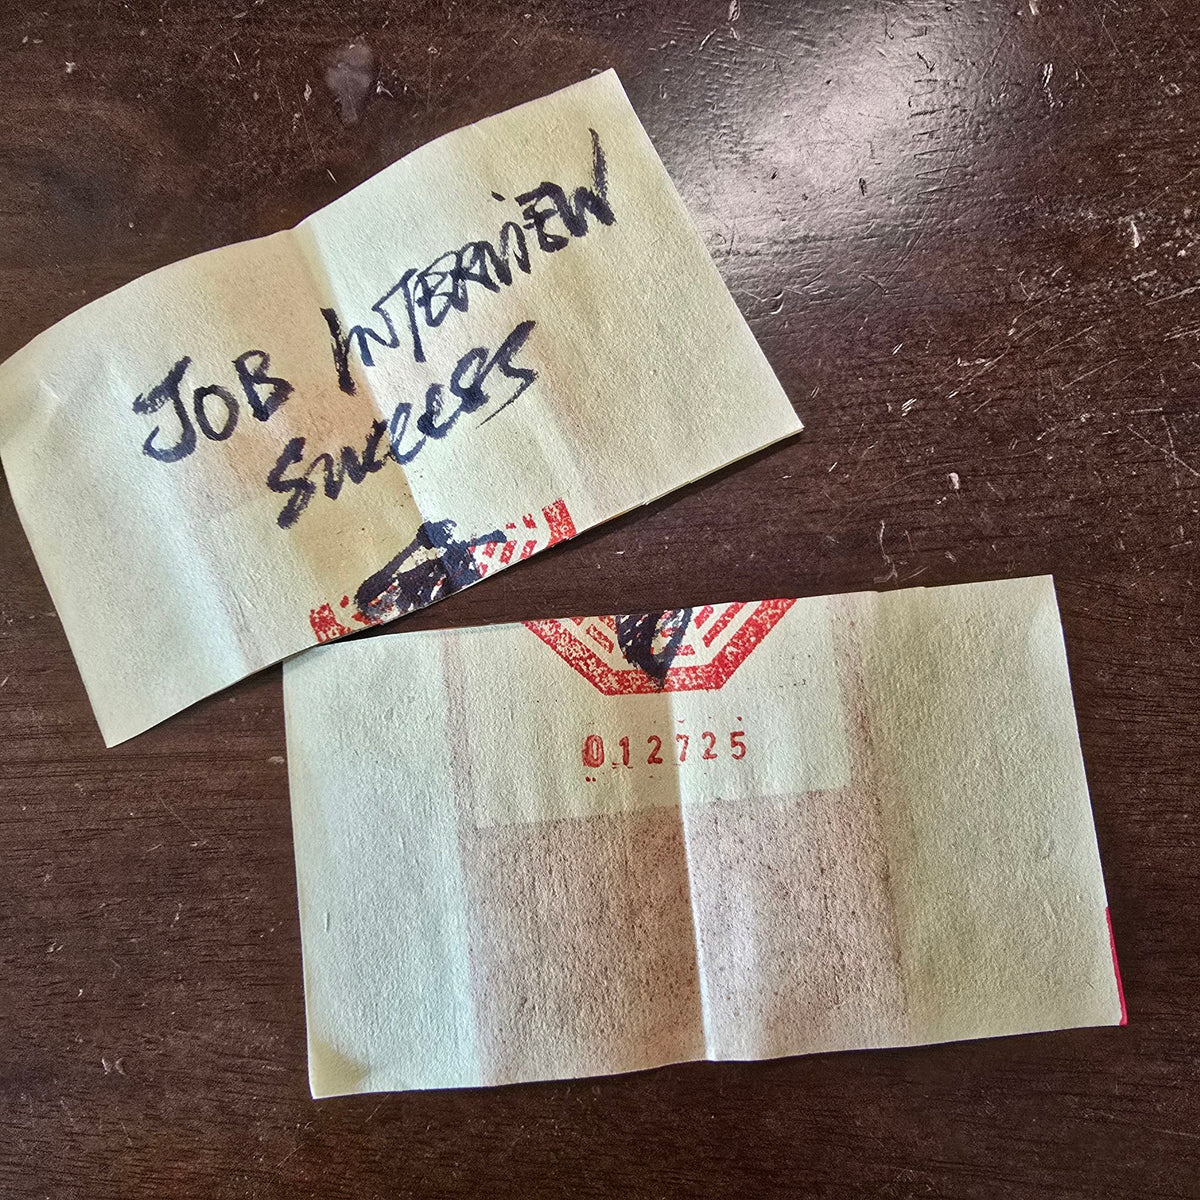 JOB INTERViEW
Success
012725